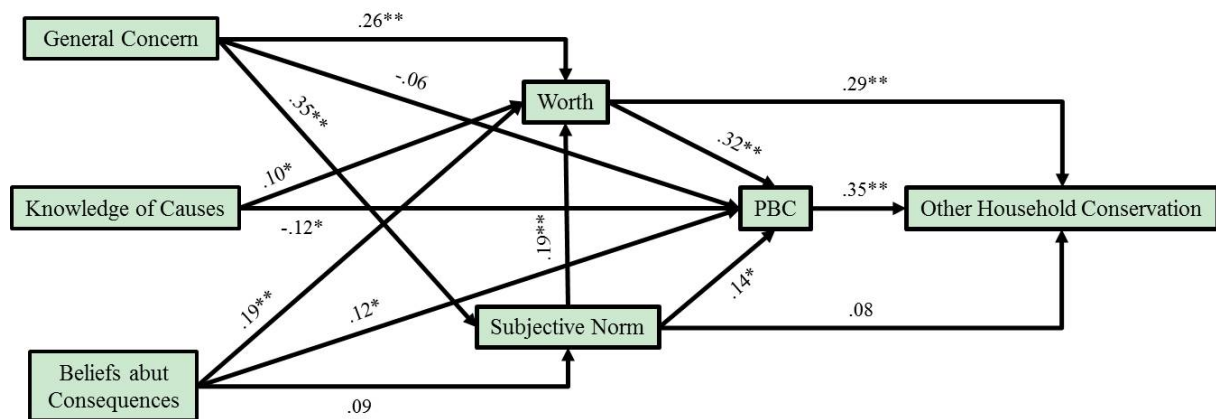 .26**
General Concern
-.06
Worth
.29**
.35**
.32**
.10*
Knowledge of Causes
-.12*
PBC
.35**
Other Household Conservation
.19**
.19**
.12*
.14*
Subjective Norm
.08
Beliefs abut
Consequences
.09